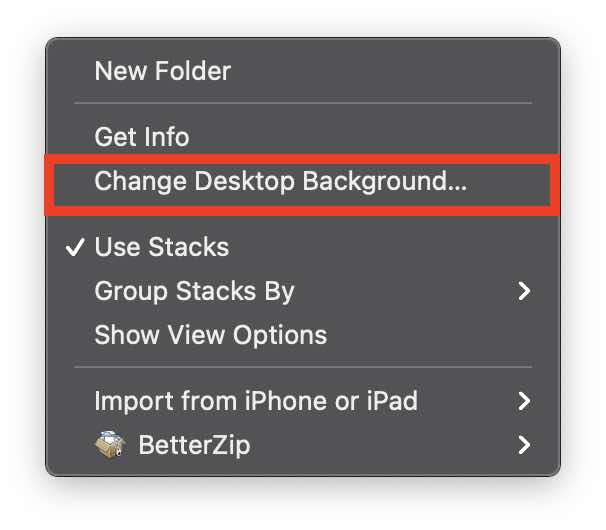 New Folder
Get Info
Change Desktop Background...
Use Stacks
Group Stacks By
Show View Options
Import from iPhone or iPad
BetterZip